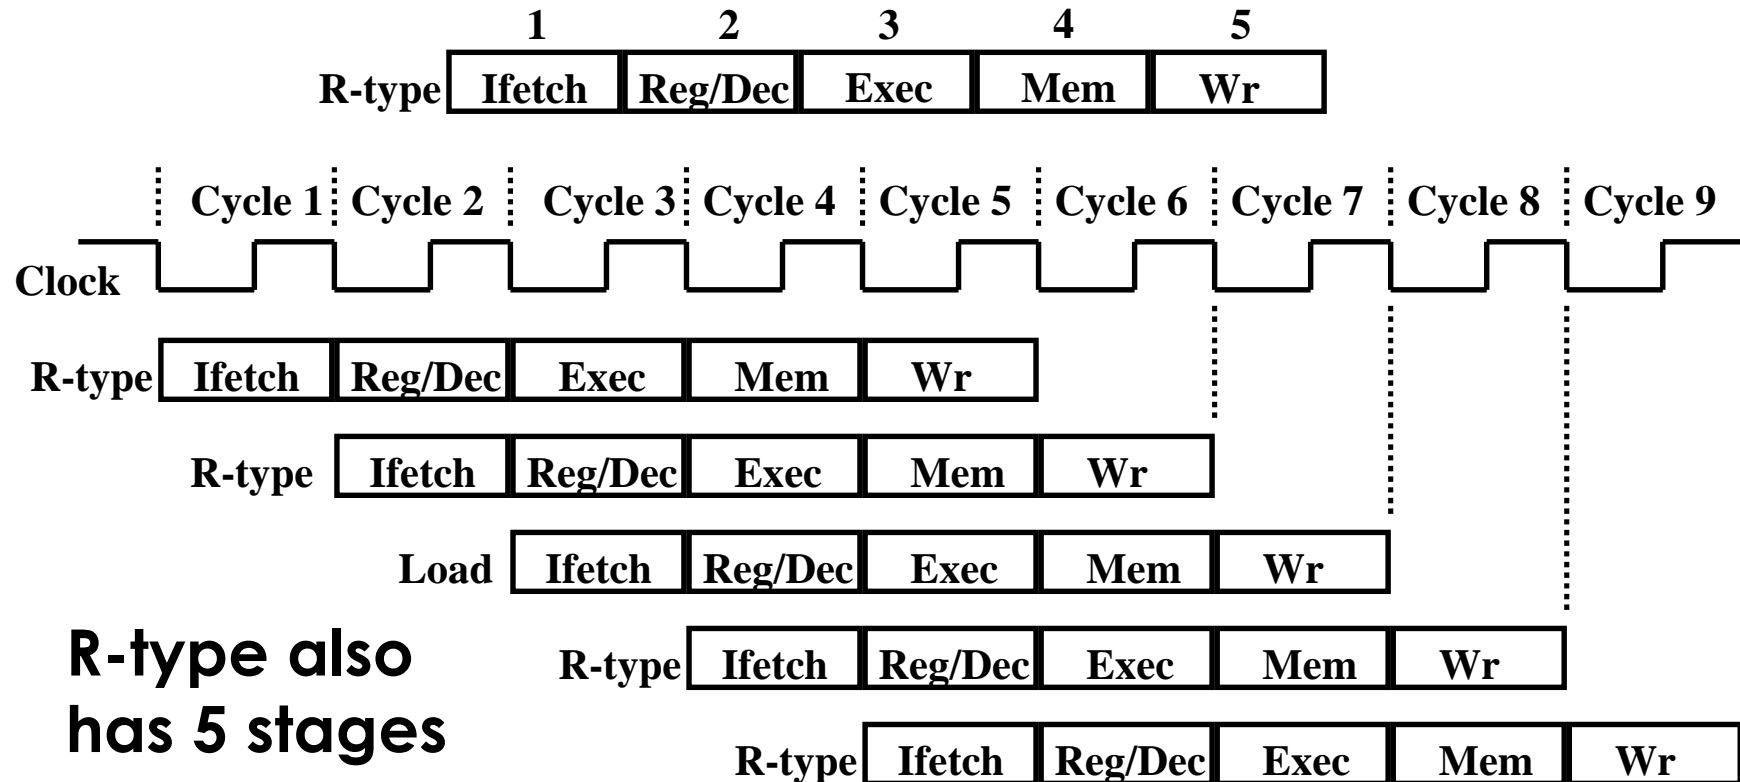 1 2 3 4 5
R-type Ifetch Reg/Dec Exec Mem Wr
Cycle 1 Cycle 2 Cycle 3 Cycle 4 Cycle 5 Cycle 6 Cycle 7 Cycle 8 Cycle 9
Clock
R-type Ifetch Reg/Dec Exec Mem Wr
R-type Ifetch Reg/Dec Exec Mem Wr
Load Ifetch Reg/Dec Exec Mem Wr
R-type Ifetch Reg/Dec Exec Mem Wr
R-type Ifetch Reg/Dec Exec Mem Wr
R-type also
has 5 stages